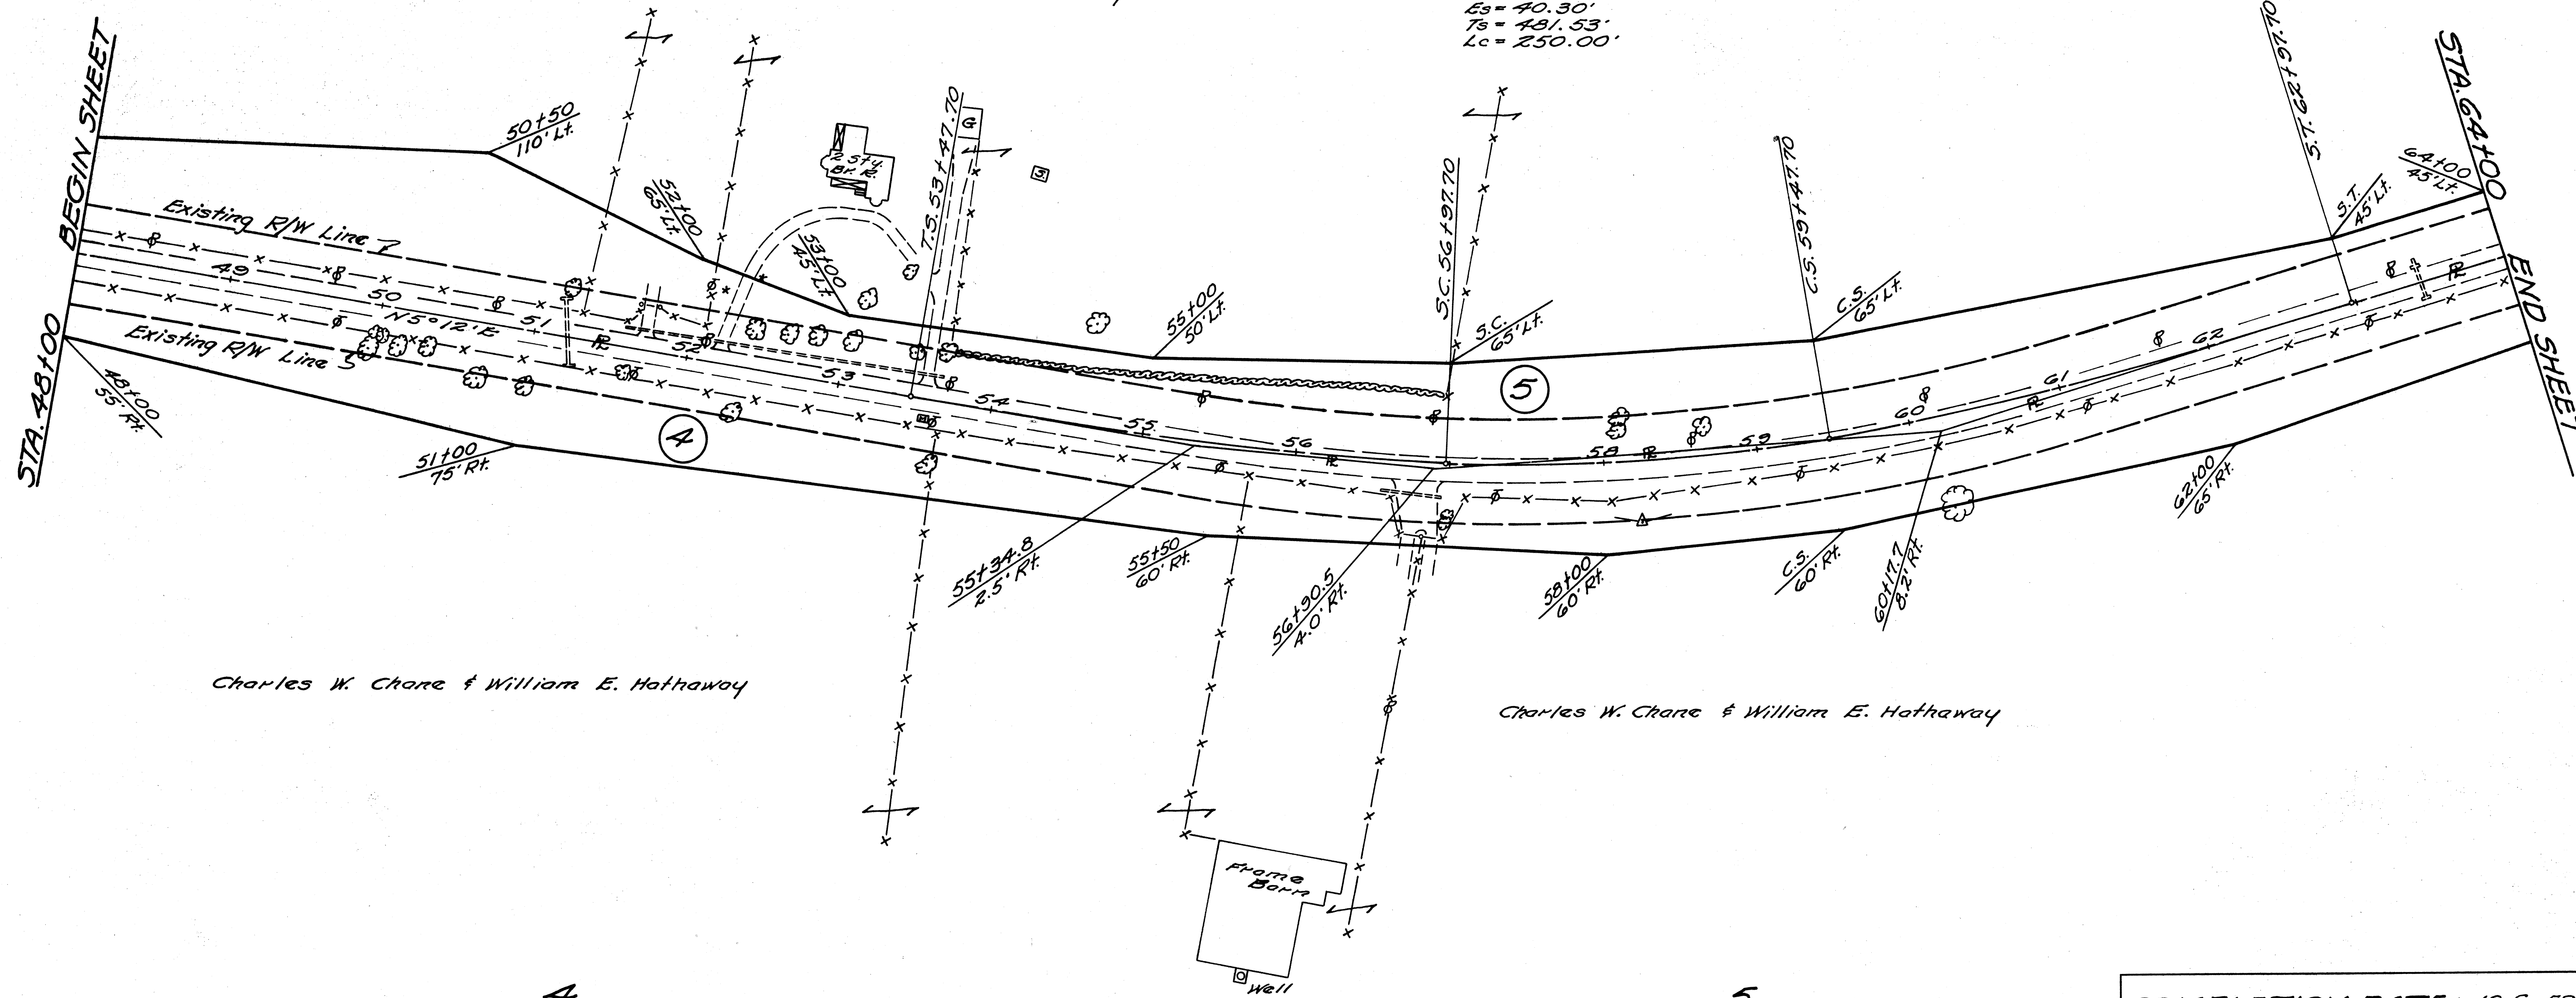 Es = 40.30'
Ts = 481.53'
Lc = 250.00'
BEGIN SHEET
STA. 48+00
50+50
110' Lt.
52+00
65' Lt.
53+00
45' Lt.
2 Sty.
Br. R.
T.S. 53+47.70
G
S
55+00
50' Lt.
S.C. 56+97.70
S.C.
65' Lt.
C.S. 59+47.70
C.S.
65' Lt.
S.T. 62+97.70
S.T.
45' Lt.
64+00
45' Lt.
STA. 64+00
END SHEET
Existing R/W Line
49
50
N 5° 12' E
51
52
53
54
55
56
58
59
60
61
62
PL
PL
PL
PL
PL
Existing R/W Line
4
5
48+00
55' Rt.
51+00
75' Rt.
55+34.8
2.5' Rt.
55+50
60' Rt.
56+90.5
4.0' Rt.
58+00
60' Rt.
C.S.
60' Rt.
60+17.7
8.2' Rt.
62+00
65' Rt.
Charles W. Chane & William E. Hathaway
Charles W. Chane & William E. Hathaway
Frame
Barn
Well
4
5